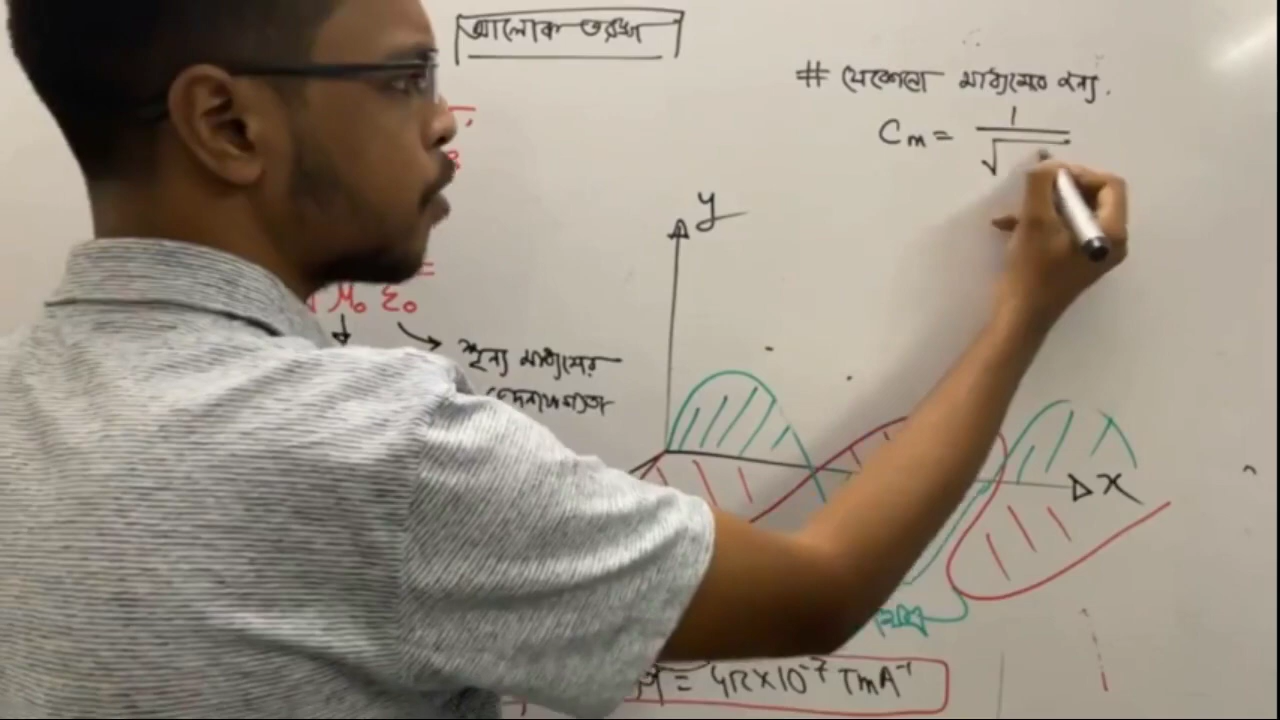 আলোক তরঙ্গ
# যেকোনো মাধ্যমের জন্য,
Cm = 1/√
y
μ₀ ε₀
শূন্য মাধ্যমের
x
= 4π×10⁻⁷ TmA⁻¹